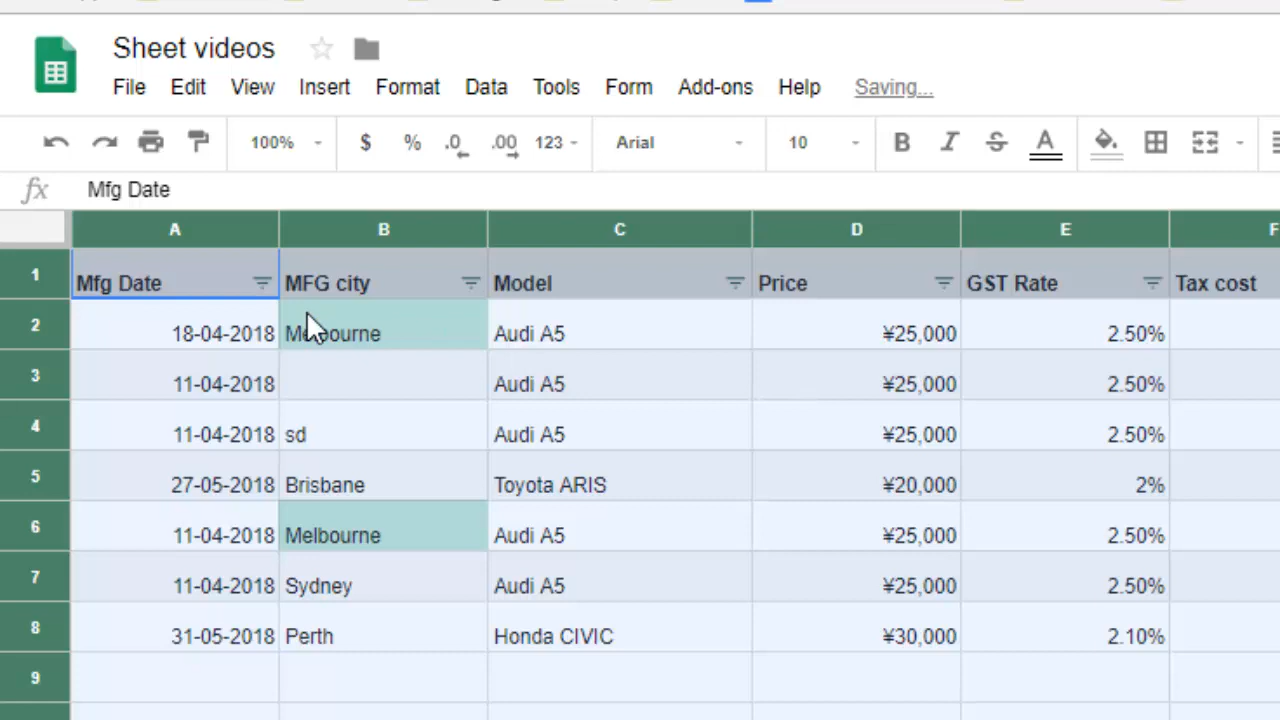 Sheet videos
File Edit View Insert Format Data Tools Form Add-ons Help Saving...
100% $ % .0 .00 123 Arial 10 B I S A
fx Mfg Date
A B C D E F
1 Mfg Date MFG city Model Price GST Rate Tax cost
2 18-04-2018 Melbourne Audi A5 ¥25,000 2.50%
3 11-04-2018 Audi A5 ¥25,000 2.50%
4 11-04-2018 sd Audi A5 ¥25,000 2.50%
5 27-05-2018 Brisbane Toyota ARIS ¥20,000 2%
6 11-04-2018 Melbourne Audi A5 ¥25,000 2.50%
7 11-04-2018 Sydney Audi A5 ¥25,000 2.50%
8 31-05-2018 Perth Honda CIVIC ¥30,000 2.10%
9